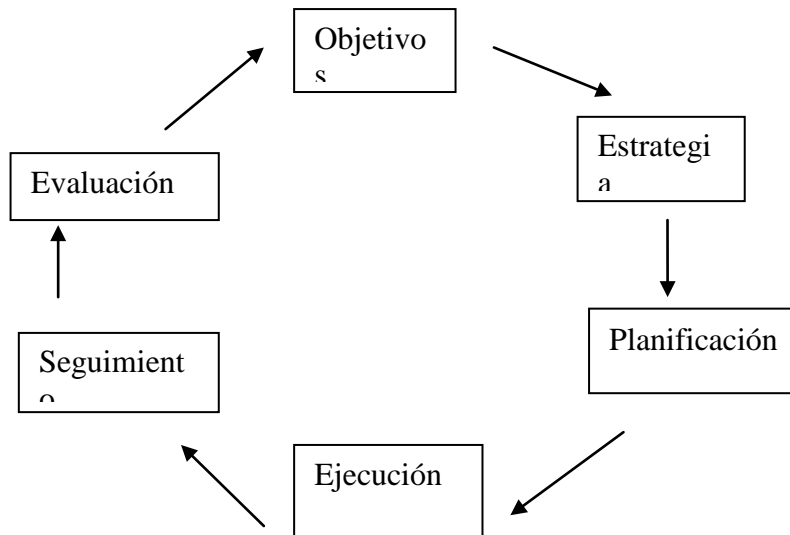 Objetivo
s
Estrategi
a
Planificación
Ejecución
Seguimient
o
Evaluación